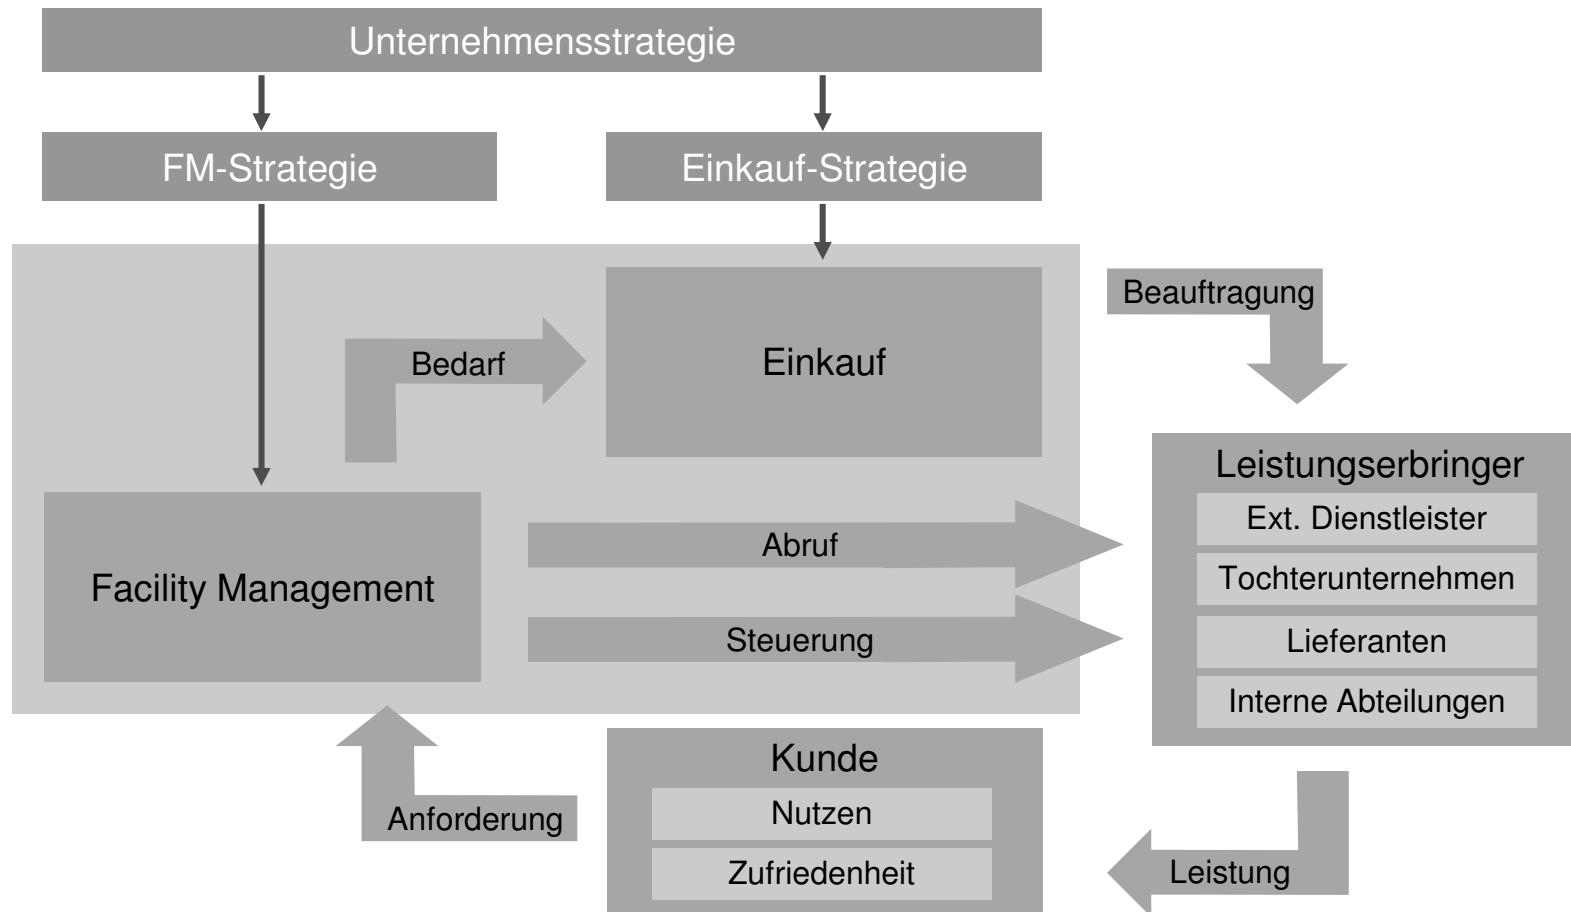 Unternehmensstrategie
FM-Strategie
Einkauf-Strategie
Beauftragung
Bedarf
Einkauf
Leistungserbringer
Ext. Dienstleister
Abruf
Facility Management
Tochterunternehmen
Steuerung
Lieferanten
Interne Abteilungen
Kunde
Nutzen
Anforderung
Zufriedenheit
Leistung